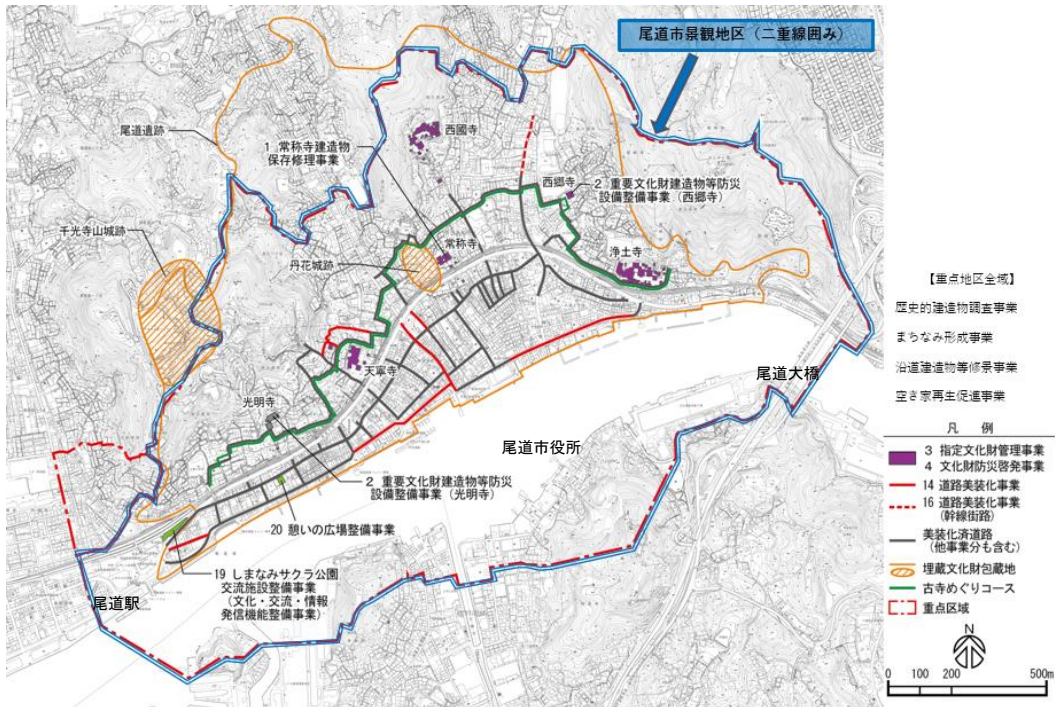 尾道市景観地区（二重線囲み）
尾道遺跡
西國寺
1 常称寺建造物
保存修理事業
西郷寺
2 重要文化財建造物等防災
設備整備事業（西郷寺）
千光寺山城跡
常称寺
丹花城跡
浄土寺
天寧寺
尾道大橋
光明寺
尾道市役所
2 重要文化財建造物等防災
設備整備事業（光明寺）
20 憩いの広場整備事業
19 しまなみサクラ公園
交流施設整備事業
（文化・交流・情報
発信機能整備事業）
尾道駅
【重点地区全域】
歴史的建造物調査事業
まちなみ形成事業
沿道建造物等修景事業
空き家再生促進事業
凡 例
3 指定文化財管理事業
4 文化財防災啓発事業
14 道路美装化事業
16 道路美装化事業
（幹線街路）
美装化済道路
（他事業分も含む）
埋蔵文化財包蔵地
古寺めぐりコース
重点区域
N
0 100 200 500m